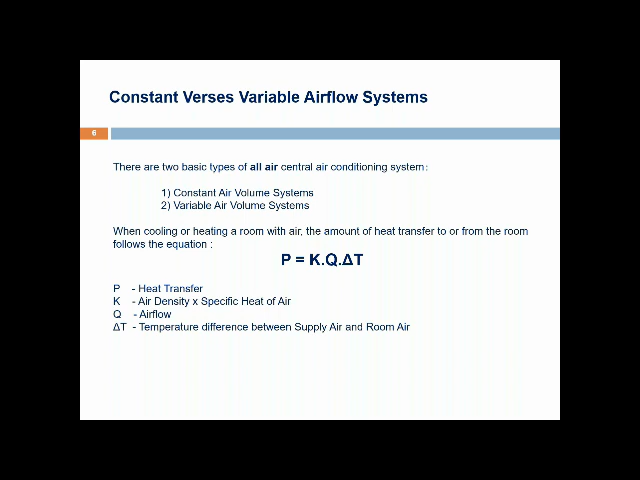 Constant Verses Variable Airflow Systems
6
There are two basic types of all air central air conditioning system:
1) Constant Air Volume Systems
2) Variable Air Volume Systems
When cooling or heating a room with air, the amount of heat transfer to or from the room
follows the equation :
P = K.Q.ΔT
P - Heat Transfer
K - Air Density x Specific Heat of Air
Q - Airflow
ΔT - Temperature difference between Supply Air and Room Air